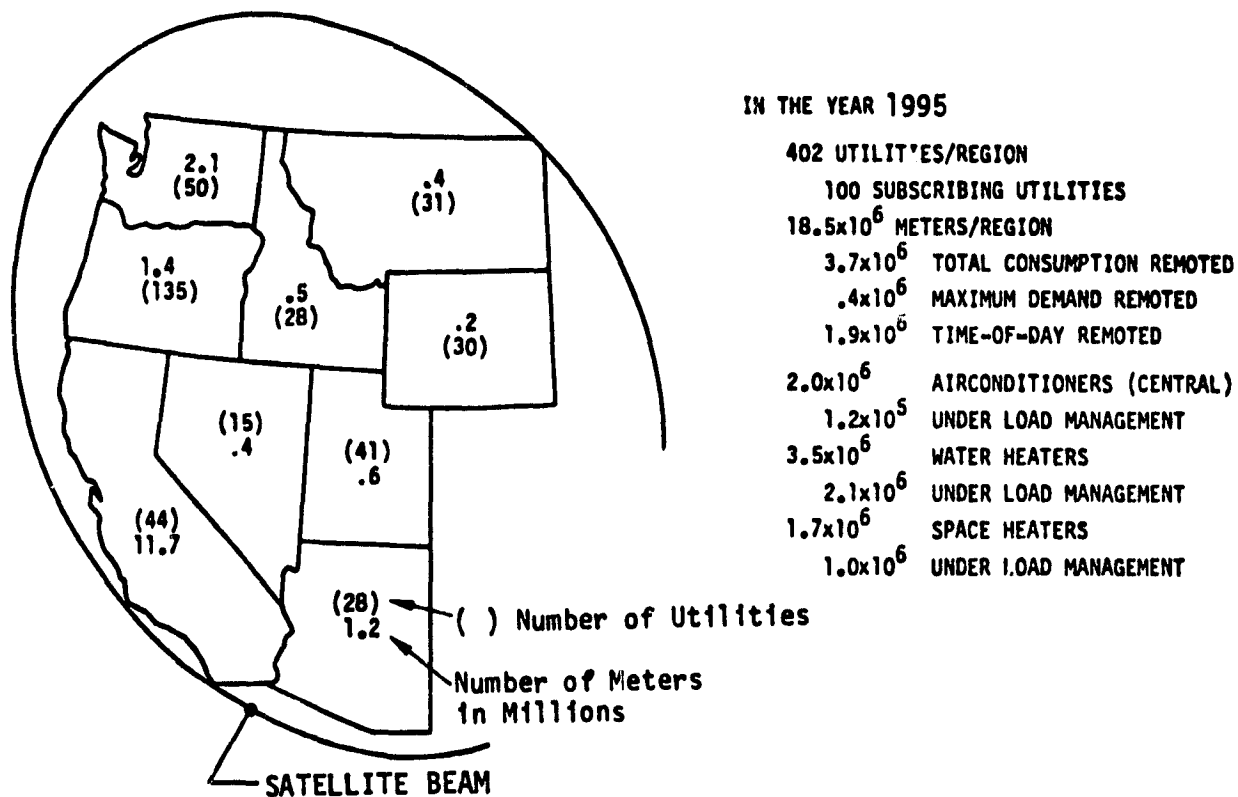 2.1
(50)
.4
(31)
1.4
(135)
.5
(28)
.2
(30)
(15)
.4
(41)
.6
(44)
11.7
(28)
1.2
( ) Number of Utilities
Number of Meters
in Millions
SATELLITE BEAM
IN THE YEAR 1995
402 UTILIT'ES/REGION
100 SUBSCRIBING UTILITIES
18.5x10⁶ METERS/REGION
3.7x10⁶ TOTAL CONSUMPTION REMOTED
.4x10⁶ MAXIMUM DEMAND REMOTED
1.9x10⁶ TIME-OF-DAY REMOTED
2.0x10⁶ AIRCONDITIONERS (CENTRAL)
1.2x10⁵ UNDER LOAD MANAGEMENT
3.5x10⁶ WATER HEATERS
2.1x10⁶ UNDER LOAD MANAGEMENT
1.7x10⁶ SPACE HEATERS
1.0x10⁶ UNDER LOAD MANAGEMENT